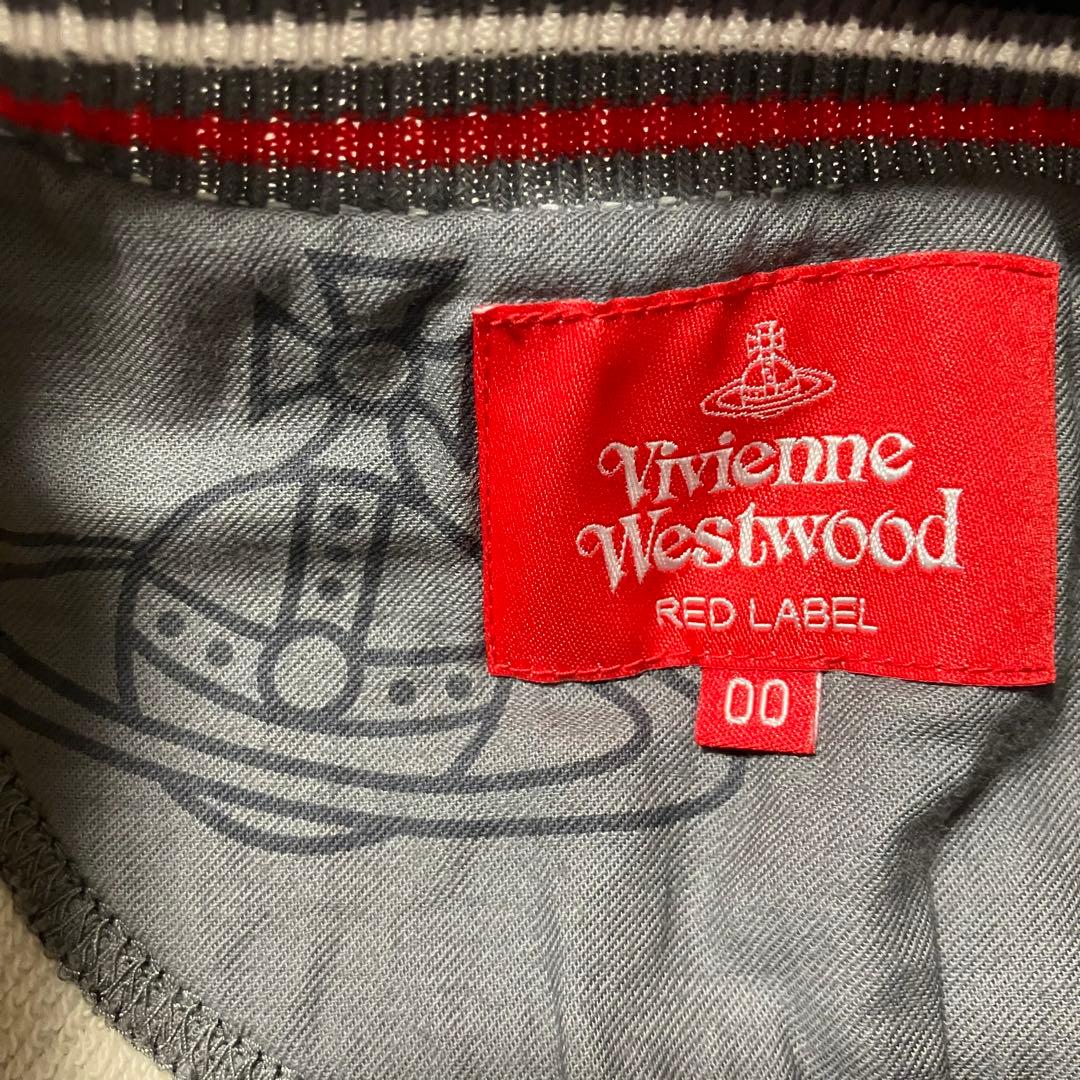 Vivienne
Westwood
RED LABEL
00